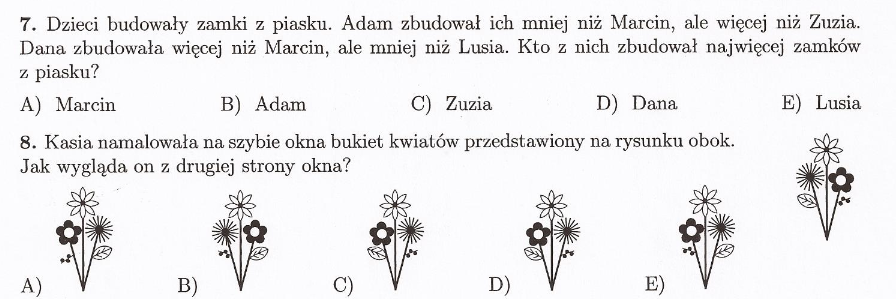 7. Dzieci budowały zamki z piasku. Adam zbudował ich mniej niż Marcin, ale więcej niż Zuzia.
Dana zbudowała więcej niż Marcin, ale mniej niż Lusia. Kto z nich zbudował najwięcej zamków
z piasku?
A) Marcin B) Adam C) Zuzia D) Dana E) Lusia
8. Kasia namalowała na szybie okna bukiet kwiatów przedstawiony na rysunku obok.
Jak wygląda on z drugiej strony okna?
A) B) C) D) E)